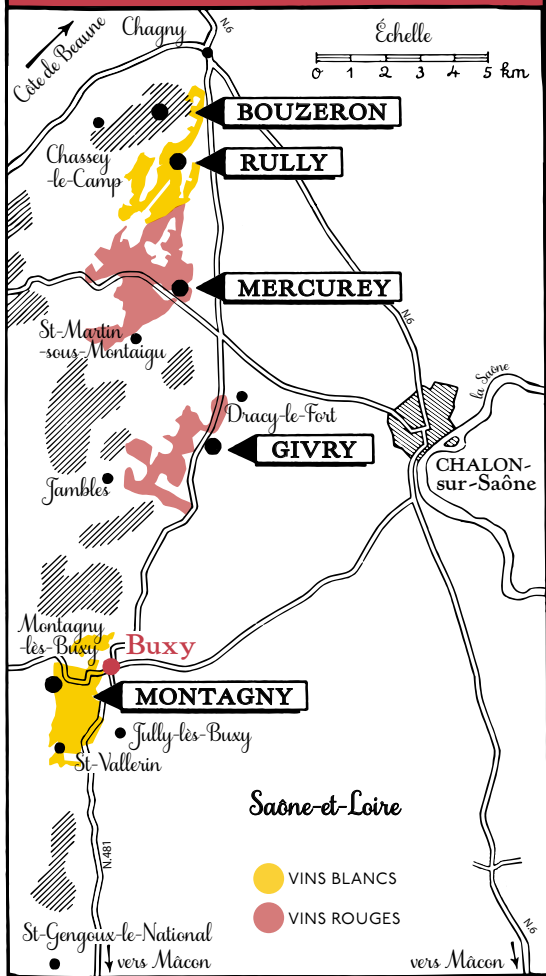 Chagny
N.6
Échelle
0 1 2 3 4 5 km
Côte de Beaune
BOUZERON
Chassey
-le-Camp
RULLY
MERCUREY
N.6
St-Martin
-sous-Montaigu
la Saône
Dracy-le-Fort
GIVRY
CHALON-
sur-Saône
Jambles
Montagny
-lès-Buxy
Buxy
MONTAGNY
Jully-lès-Buxy
St-Vallerin
Saône-et-Loire
N.481
VINS BLANCS
VINS ROUGES
St-Gengoux-le-National
N.6
vers Mâcon
vers Mâcon